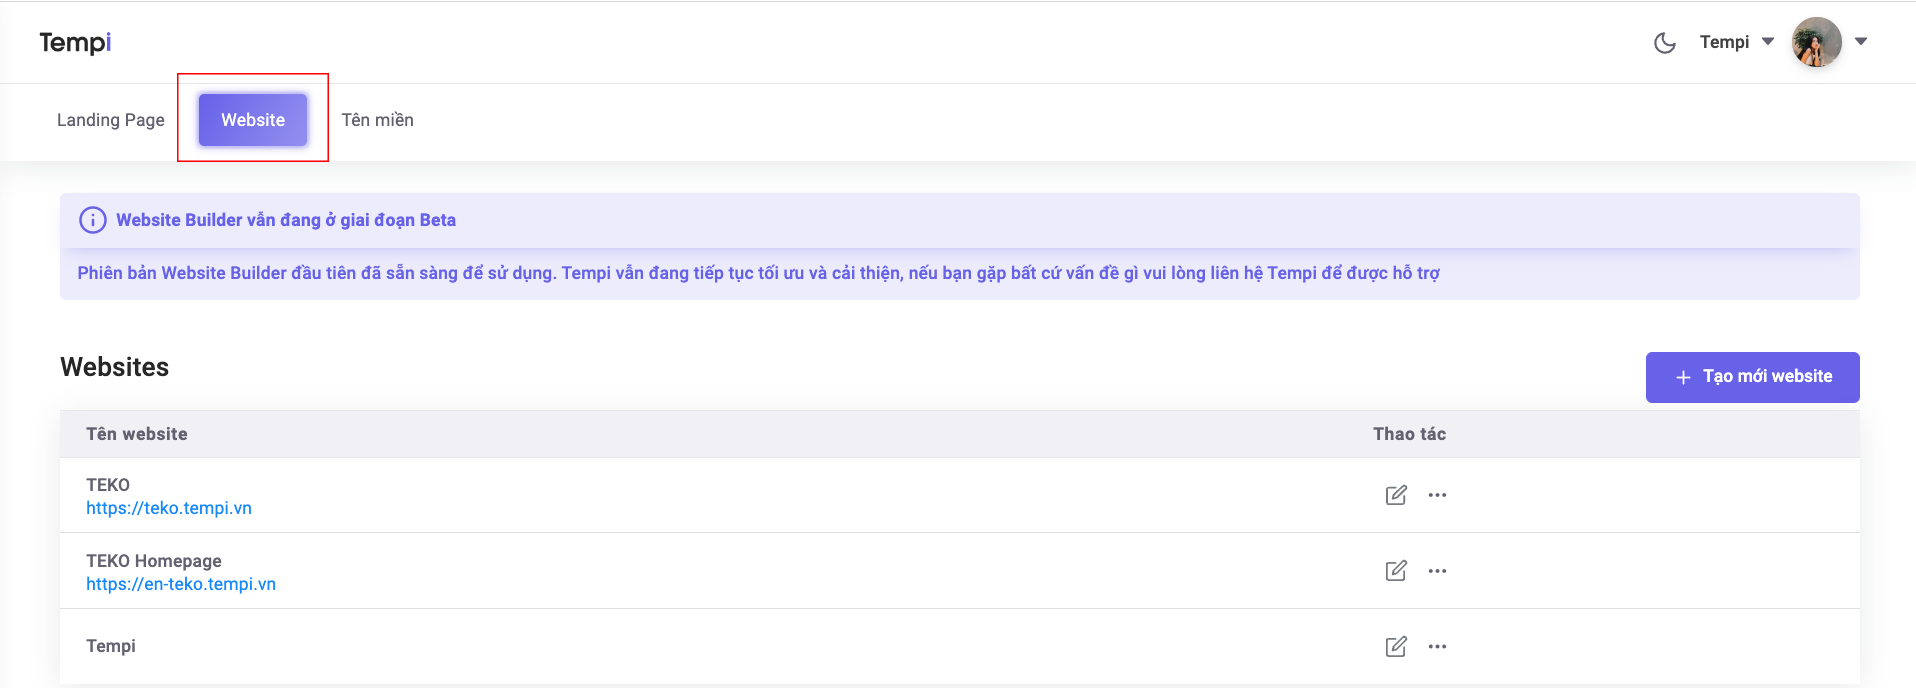 Tempi
Tempi
Landing Page
Website
Tên miền
Website Builder vẫn đang ở giai đoạn Beta
Phiên bản Website Builder đầu tiên đã sẵn sàng để sử dụng. Tempi vẫn đang tiếp tục tối ưu và cải thiện, nếu bạn gặp bất cứ vấn đề gì vui lòng liên hệ Tempi để được hỗ trợ
Websites
Tạo mới website
Tên website
Thao tác
TEKO
https://teko.tempi.vn
TEKO Homepage
https://en-teko.tempi.vn
Tempi